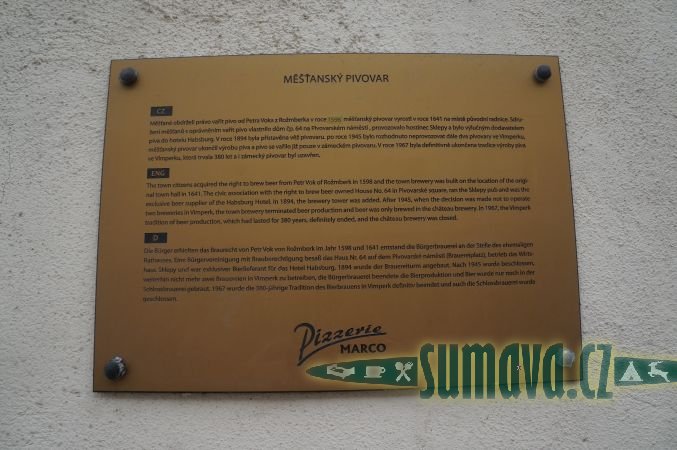 MĚŠŤANSKÝ PIVOVAR
CZ
Měšťané obdrželi právo vařit pivo od Petra Voka z Rožmberka v roce 1598 měšťanský pivovar vyrostl v roce 1641 na místě původní radnice. Sdru-
žení měšťanů s oprávněním vařit pivo vlastnilo dům čp. 64 na Pivovarském náměstí, provozovalo hostinec Sklepy a bylo výlučným dodavatelem
piva do hotelu Habsburg. V roce 1894 byla přistavěna věž pivovaru. po roce 1945 bylo rozhodnuto neprovozovat dále dva pivovary ve Vimperku,
měšťanský pivovar ukončil výrobu piva a pivo se vařilo již pouze v zámeckém pivovaru. V roce 1967 byla definitivně ukončena tradice výroby piva
ve Vimperku, která trvala 380 let a i zámecký pivovar byl uzavřen.
ENG
The town citizens acquired the right to brew beer from Petr Vok of Rožmberk in 1598 and the town brewery was built on the location of the origi-
nal town hall in 1641. The civic association with the right to brew beer owned House No. 64 in Pivovarské square, ran the Sklepy pub and was the
exclusive beer supplier of the Habsburg Hotel. In 1894, the brewery tower was added. After 1945, when the decision was made not to operate
two breweries in Vimperk, the town brewery terminated beer production and beer was only brewed in the château brewery. In 1967, the Vimperk
tradition of beer production, which had lasted for 380 years, definitely ended, and the château brewery was closed.
D
Die Bürger erhielten das Braurecht von Petr Vok von Rožmberk im Jahr 1598 und 1641 entstand die Bürgerbrauerei an der Stelle des ehemaligen
Rathauses. Eine Bürgervereinigung mit Brauberechtigung besaß das Haus Nr. 64 auf dem Pivovarské náměstí (Brauereiplatz), betrieb das Wirts-
haus Sklepy und war exklusiver Bierlieferant für das Hotel Habsburg. 1894 wurde der Brauereiturm angebaut. Nach 1945 wurde beschlossen,
weiterhin nicht mehr zwei Brauereien in Vimperk zu betreiben, die Bürgerbrauerei beendete die Bierproduktion und Bier wurde nur noch in der
Schlossbrauerei gebraut. 1967 wurde die 380-jährige Tradition des Bierbrauens in Vimperk definitiv beendet und auch die Schlossbrauerei wurde
geschlossen.
Pizzerie
MARCO
sumava.cz